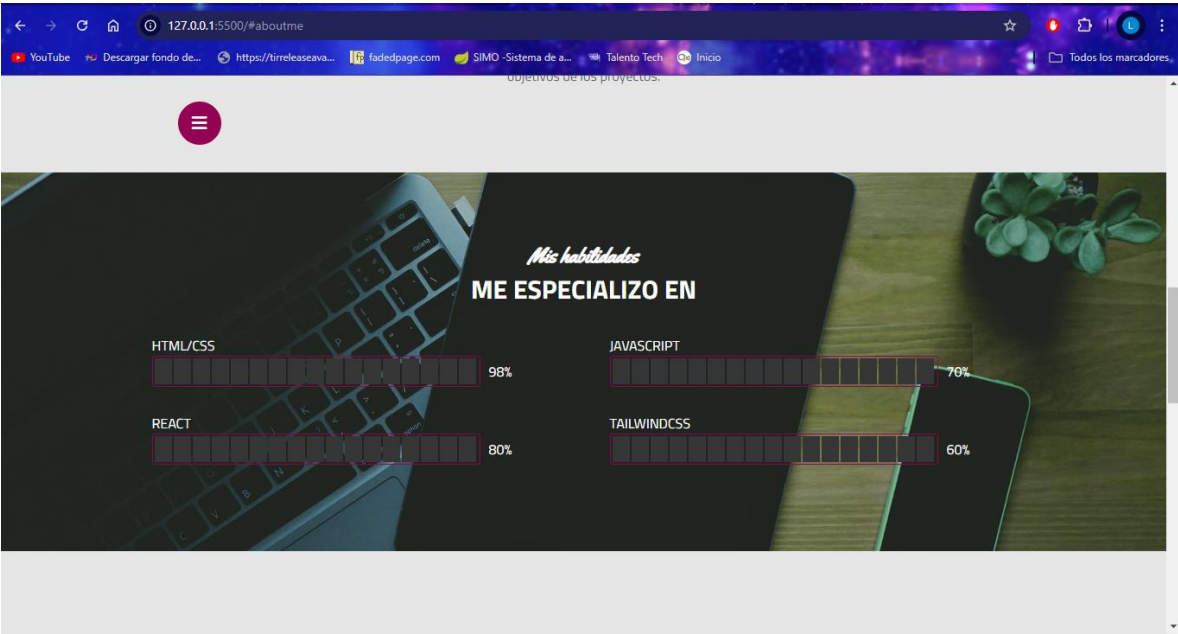 127.0.0.1:5500/#aboutme
L
YouTube Descargar fondo de... https://tirreleaseava... fadedpage.com SIMO -Sistema de a... Talento Tech Inicio Todos los marcadores
objetivos de los proyectos.
Mis habilidades
ME ESPECIALIZO EN
HTML/CSS
98%
JAVASCRIPT
70%
REACT
80%
TAILWINDCSS
60%